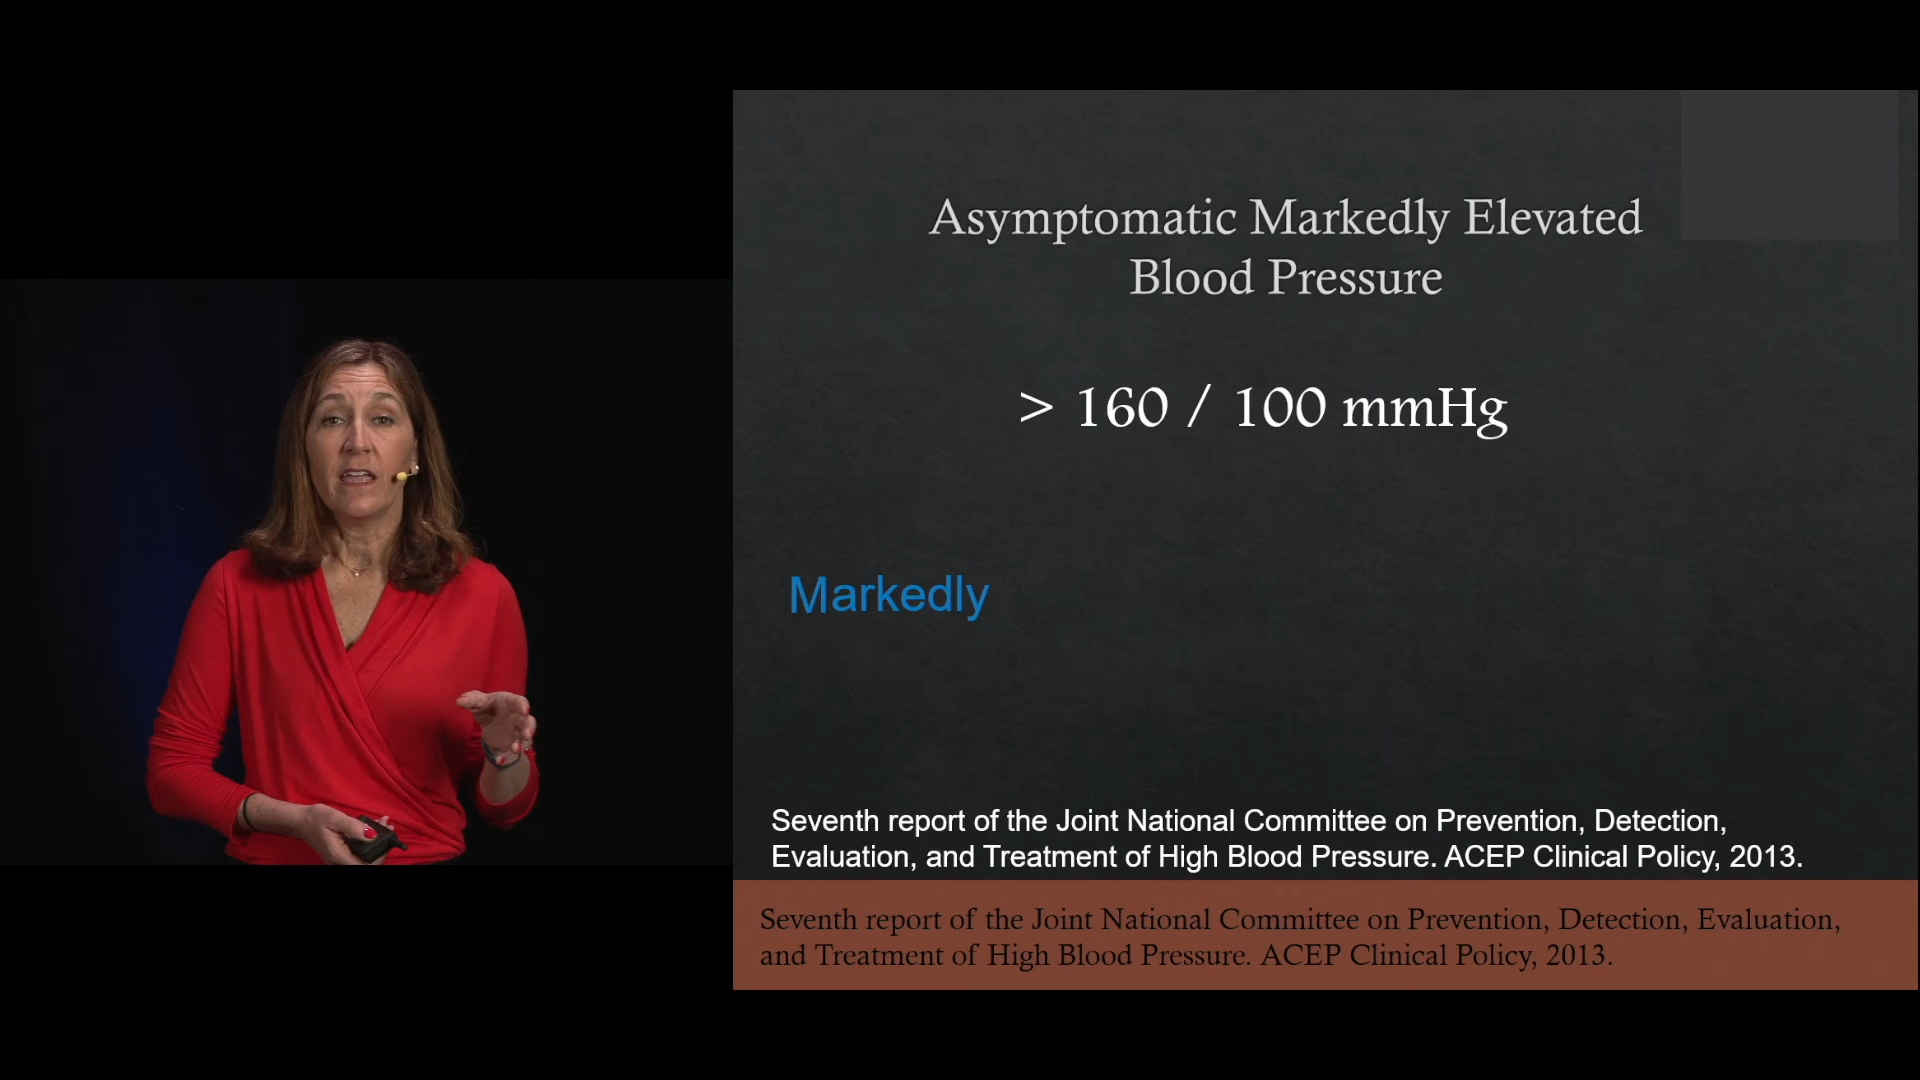 Asymptomatic Markedly Elevated
Blood Pressure
> 160 / 100 mmHg
Markedly
Seventh report of the Joint National Committee on Prevention, Detection,
Evaluation, and Treatment of High Blood Pressure. ACEP Clinical Policy, 2013.
Seventh report of the Joint National Committee on Prevention, Detection, Evaluation,
and Treatment of High Blood Pressure. ACEP Clinical Policy, 2013.